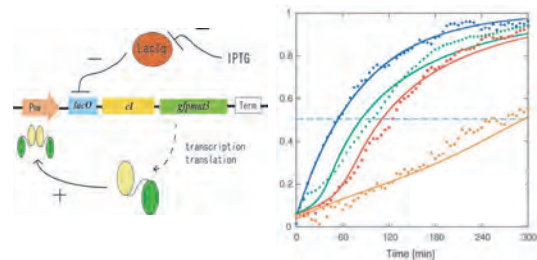 LacIq
IPTG
lacO
cI
gfpmut3
Term
transcription
translation
+
1
0.8
0.6
0.4
0.2
0
0
60
120
180
240
300
Time [min]